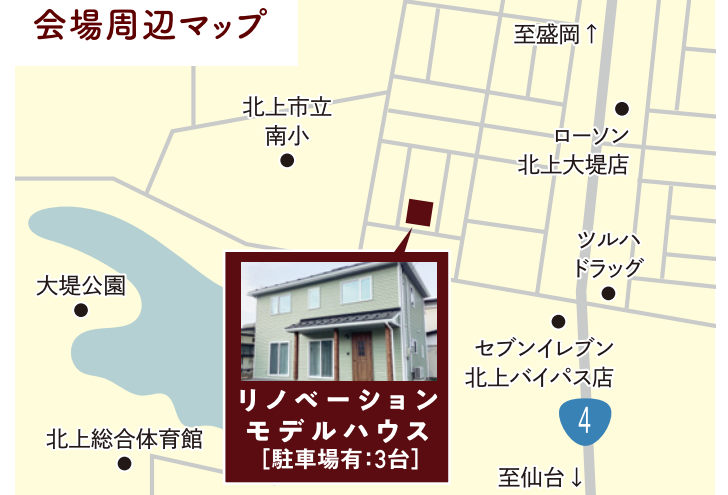 会場周辺マップ
至盛岡↑
北上市立
南小
ローソン
北上大堤店
ツルハ
ドラッグ
大堤公園
セブンイレブン
北上バイパス店
リノベーション
モデルハウス
[駐車場有:3台]
4
北上総合体育館
至仙台↓